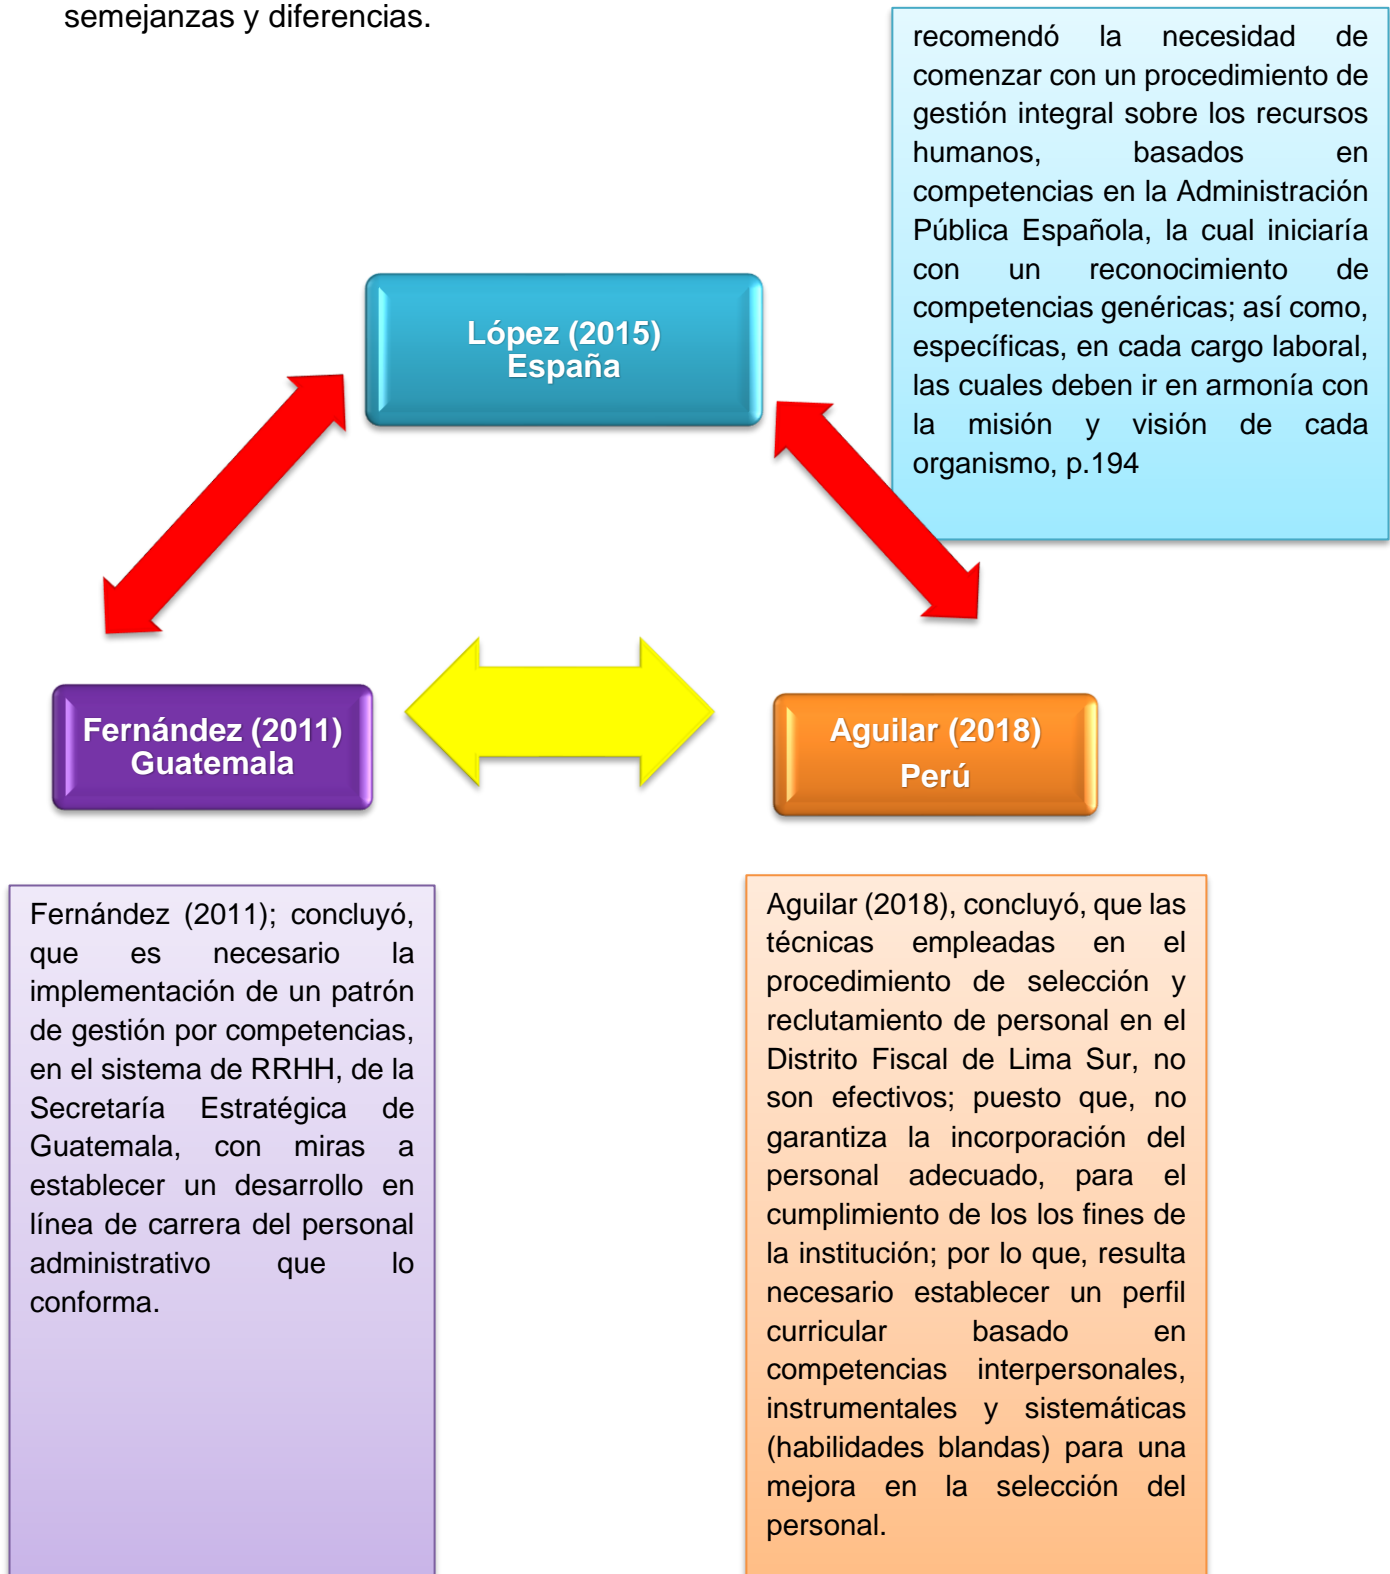 semejanzas y diferencias.
recomendó la necesidad de
comenzar con un procedimiento de
gestión integral sobre los recursos
humanos, basados en
competencias en la Administración
Pública Española, la cual iniciaría
con un reconocimiento de
competencias genéricas; así como,
específicas, en cada cargo laboral,
las cuales deben ir en armonía con
la misión y visión de cada
organismo, p.194
López (2015)
España
Fernández (2011)
Guatemala
Aguilar (2018)
Perú
Fernández (2011); concluyó,
que es necesario la
implementación de un patrón
de gestión por competencias,
en el sistema de RRHH, de la
Secretaría Estratégica de
Guatemala, con miras a
establecer un desarrollo en
línea de carrera del personal
administrativo que lo
conforma.
Aguilar (2018), concluyó, que las
técnicas empleadas en el
procedimiento de selección y
reclutamiento de personal en el
Distrito Fiscal de Lima Sur, no
son efectivos; puesto que, no
garantiza la incorporación del
personal adecuado, para el
cumplimiento de los los fines de
la institución; por lo que, resulta
necesario establecer un perfil
curricular basado en
competencias interpersonales,
instrumentales y sistemáticas
(habilidades blandas) para una
mejora en la selección del
personal.